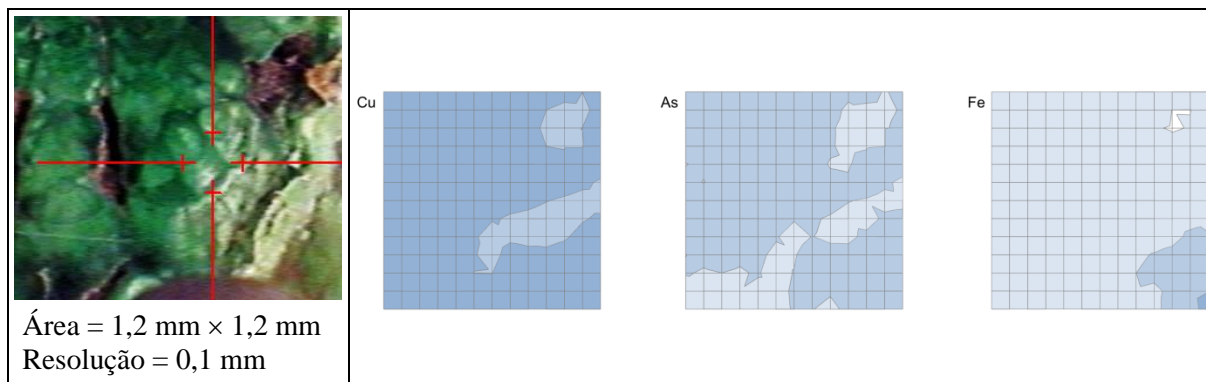 Cu
As
Fe
Área = 1,2 mm × 1,2 mm
Resolução = 0,1 mm